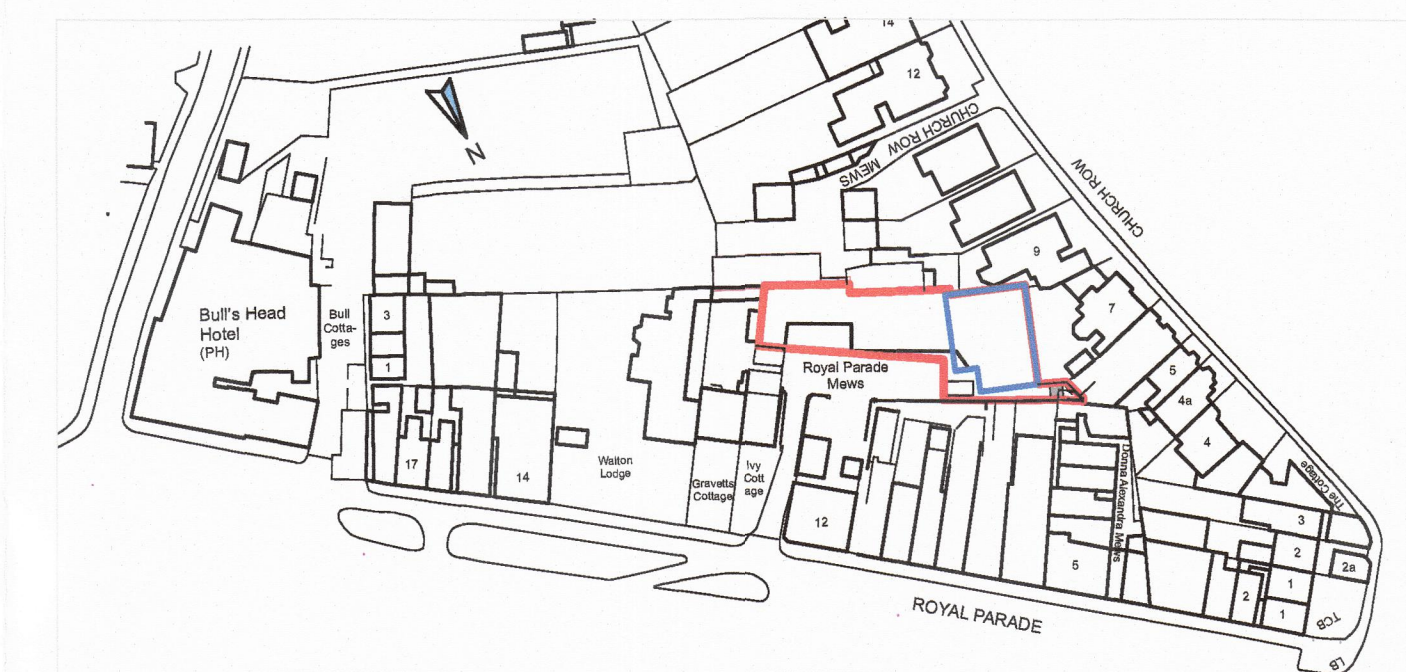 14
12
CHURCH ROW
MEWS
CHURCH ROW
N
9
7
Bull's Head
Hotel
(PH)
Bull
Cotta-
ges
3
1
Royal Parade
Mews
5
4a
4
17
14
Walton
Lodge
Gravetts
Cottage
Ivy
Cott
age
12
Donna Alexandra Mews
5
The Cottage
3
2
2a
1
2
1
TCB
LB
ROYAL PARADE